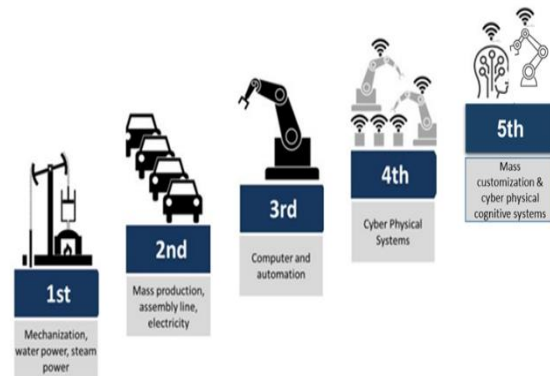 1st
Mechanization,
water power, steam
power
2nd
Mass production,
assembly line,
electricity
3rd
Computer and
automation
4th
Cyber Physical
Systems
5th
Mass
customization &
cyber physical
cognitive systems